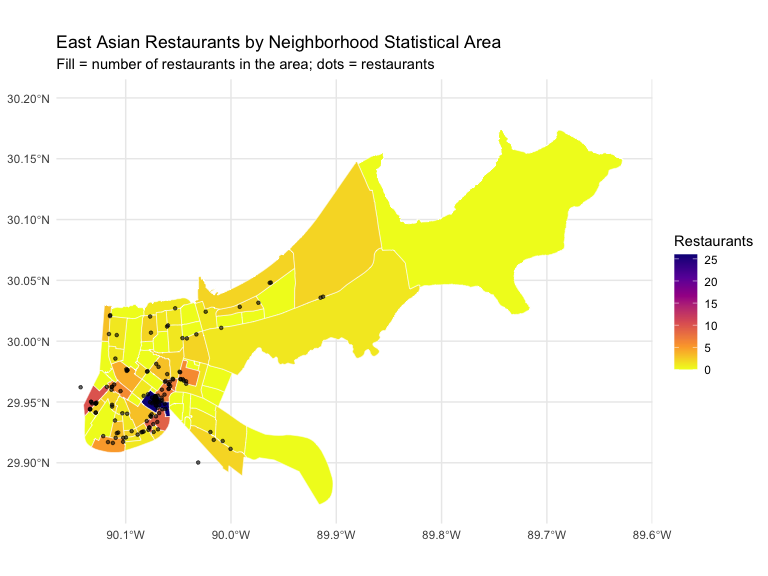 East Asian Restaurants by Neighborhood Statistical Area
Fill = number of restaurants in the area; dots = restaurants
30.20°N
30.15°N
30.10°N
30.05°N
30.00°N
29.95°N
29.90°N
90.1°W
90.0°W
89.9°W
89.8°W
89.7°W
89.6°W
Restaurants
25
20
15
10
5
0